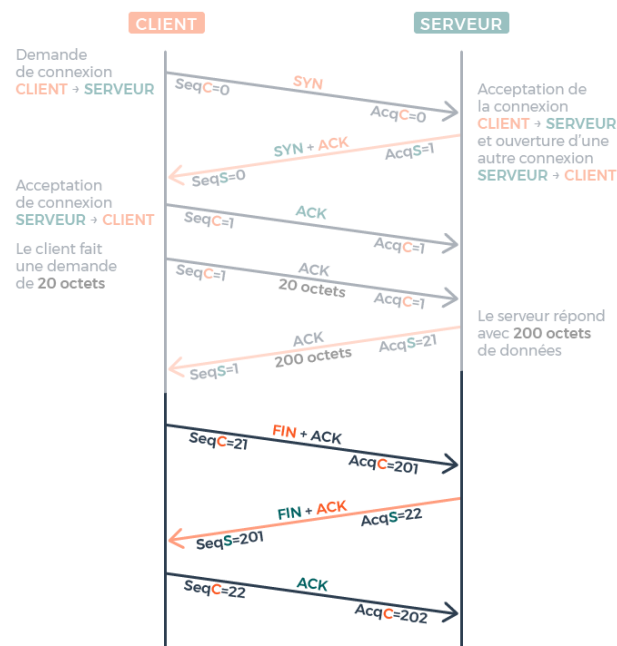 CLIENT
SERVEUR
Demande
de connexion
CLIENT → SERVEUR
SYN
SeqC=0
AcqC=0
Acceptation de
la connexion
CLIENT → SERVEUR
et ouverture d'une
autre connexion
SERVEUR → CLIENT
SYN + ACK
AcqS=1
SeqS=0
Acceptation
de connexion
SERVEUR → CLIENT
ACK
SeqC=1
AcqC=1
Le client fait
une demande
de 20 octets
ACK
20 octets
SeqC=1
AcqC=1
Le serveur répond
avec 200 octets
de données
ACK
200 octets
AcqS=21
SeqS=1
FIN + ACK
SeqC=21
AcqC=201
FIN + ACK
AcqS=22
SeqS=201
ACK
SeqC=22
AcqC=202